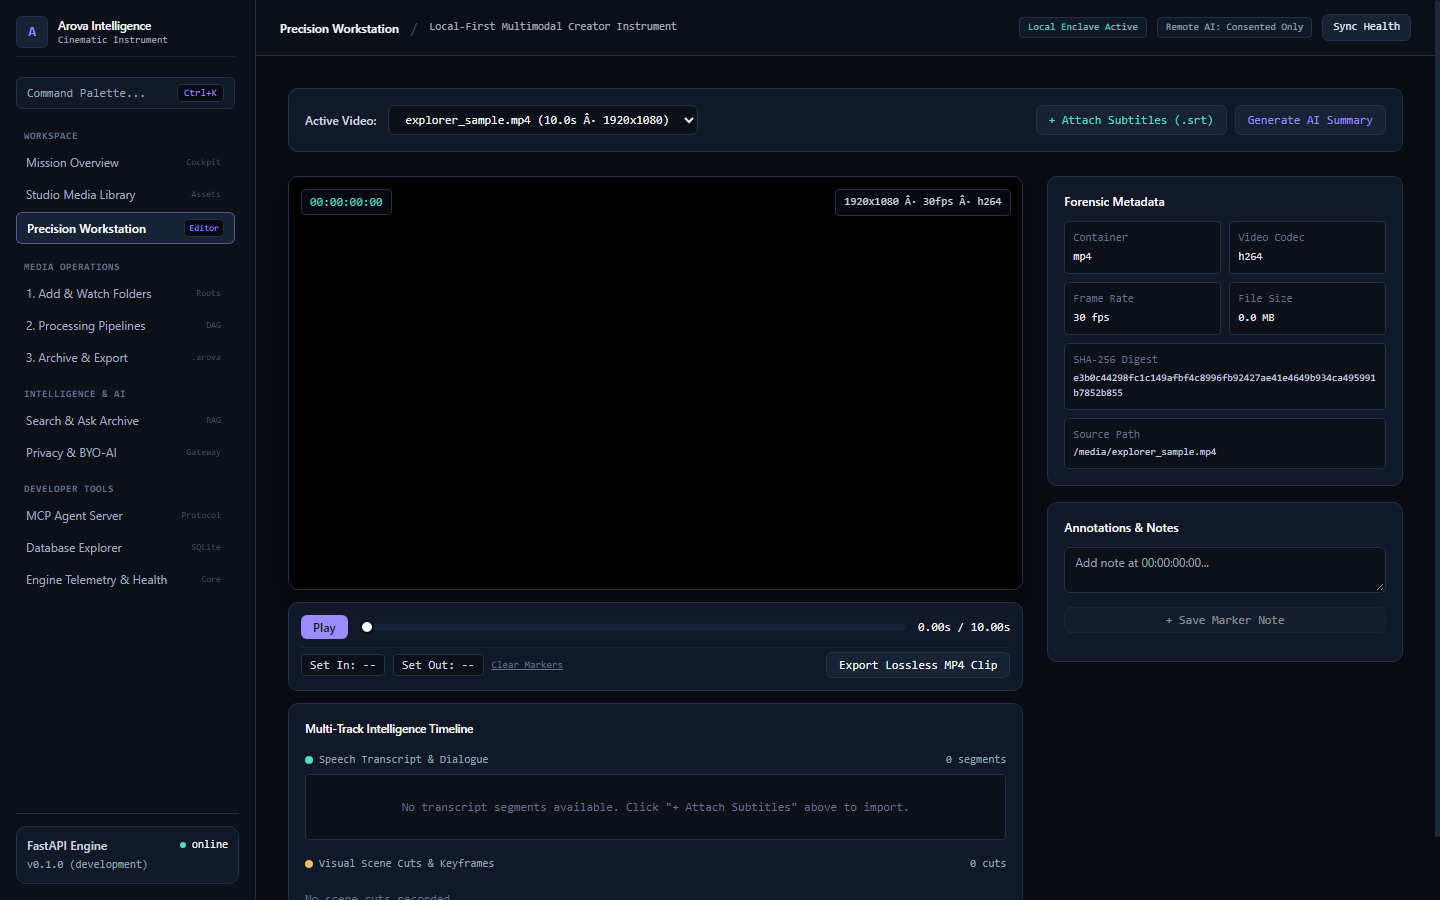 A
Arova Intelligence
Cinematic Instrument
Command Palette... Ctrl+K
WORKSPACE
Mission Overview Cockpit
Studio Media Library Assets
Precision Workstation Editor
MEDIA OPERATIONS
1. Add & Watch Folders Roots
2. Processing Pipelines DAG
3. Archive & Export .arova
INTELLIGENCE & AI
Search & Ask Archive RAG
Privacy & BYO-AI Gateway
DEVELOPER TOOLS
MCP Agent Server Protocol
Database Explorer SQLite
Engine Telemetry & Health Core
FastAPI Engine online
v0.1.0 (development)
Precision Workstation / Local-First Multimodal Creator Instrument
Local Enclave Active
Remote AI: Consented Only
Sync Health
Active Video: explorer_sample.mp4 (10.0s Â· 1920x1080)
+ Attach Subtitles (.srt)
Generate AI Summary
00:00:00:00
1920x1080 Â· 30fps Â· h264
Play 0.00s / 10.00s
Set In: -- Set Out: -- Clear Markers
Export Lossless MP4 Clip
Multi-Track Intelligence Timeline
Speech Transcript & Dialogue 0 segments
No transcript segments available. Click "+ Attach Subtitles" above to import.
Visual Scene Cuts & Keyframes 0 cuts
No scene cuts recorded
Forensic Metadata
Container
mp4
Video Codec
h264
Frame Rate
30 fps
File Size
0.0 MB
SHA-256 Digest
e3b0c44298fc1c149afbf4c8996fb92427ae41e4649b934ca495991
b7852b855
Source Path
/media/explorer_sample.mp4
Annotations & Notes
Add note at 00:00:00:00...
+ Save Marker Note